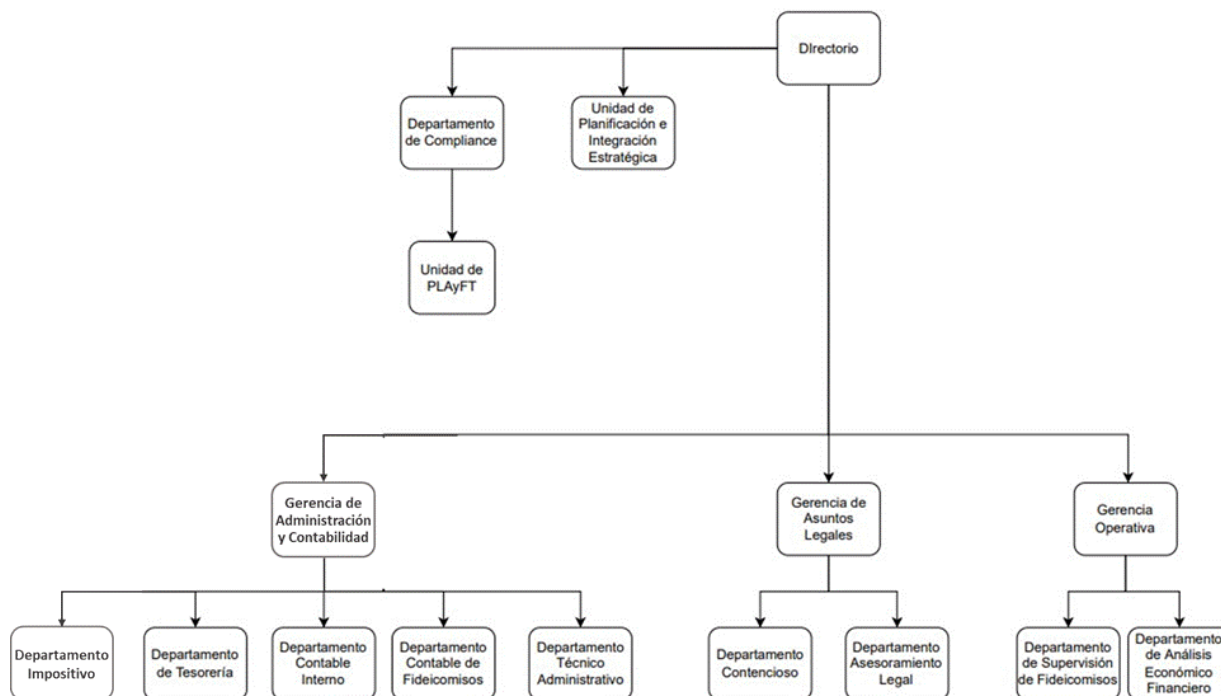 DIrectorio
Departamento
de Compliance
Unidad de
Planificación e
Integración
Estratégica
Unidad de
PLAyFT
Gerencia de
Administración
y Contabilidad
Gerencia de
Asuntos
Legales
Gerencia
Operativa
Departamento
Impositivo
Departamento
de Tesorería
Departamento
Contable
Interno
Departamento
Contable de
Fideicomisos
Departamento
Técnico
Administrativo
Departamento
Contencioso
Departamento
Asesoramiento
Legal
Departamento
de Supervisión
de Fideicomisos
Departamento
de Análisis
Económico
Financiero